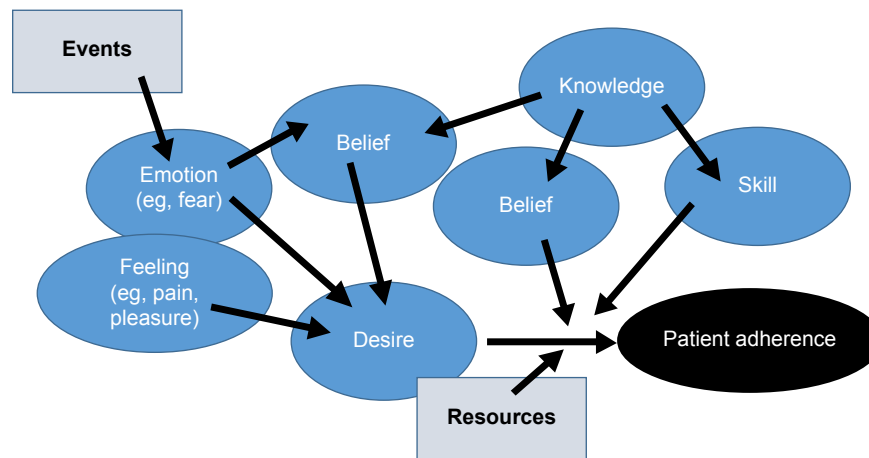 Events
Knowledge
Belief
Emotion
(eg, fear)
Belief
Skill
Feeling
(eg, pain,
pleasure)
Desire
Patient adherence
Resources